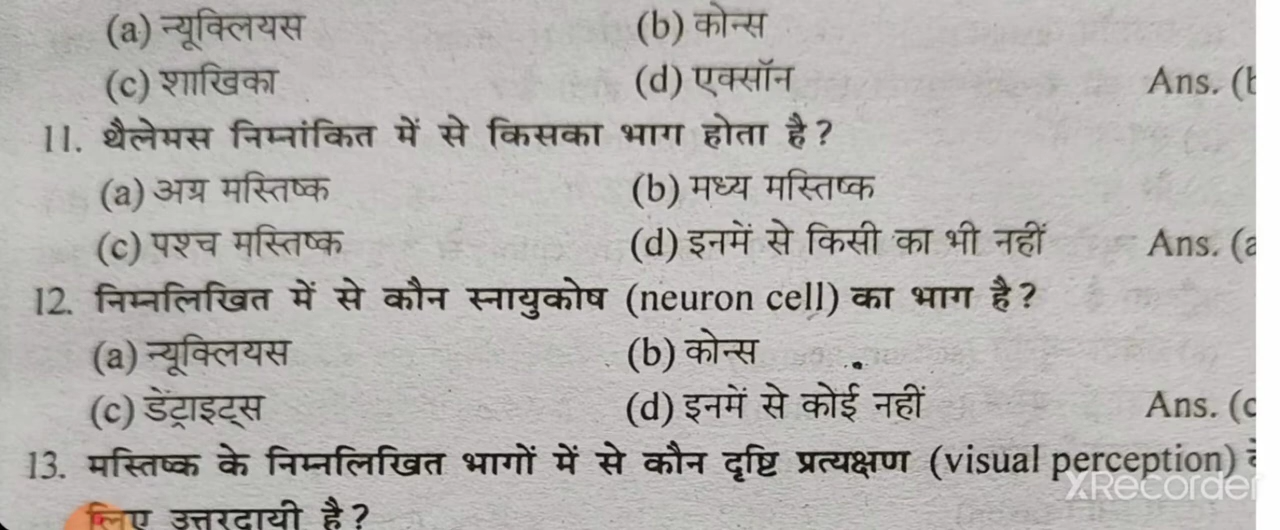 (a) न्यूक्लियस (b) कोन्स
(c) शाखिका (d) एक्सॉन Ans. (b
11. थैलेमस निम्नांकित में से किसका भाग होता है?
(a) अग्र मस्तिष्क (b) मध्य मस्तिष्क
(c) पश्च मस्तिष्क (d) इनमें से किसी का भी नहीं Ans. (a
12. निम्नलिखित में से कौन स्नायुकोष (neuron cell) का भाग है?
(a) न्यूक्लियस (b) कोन्स
(c) डेंट्राइट्स (d) इनमें से कोई नहीं Ans. (c
13. मस्तिष्क के निम्नलिखित भागों में से कौन दृष्टि प्रत्यक्षण (visual perception)
XRecorder
लिए उत्तरदायी है?